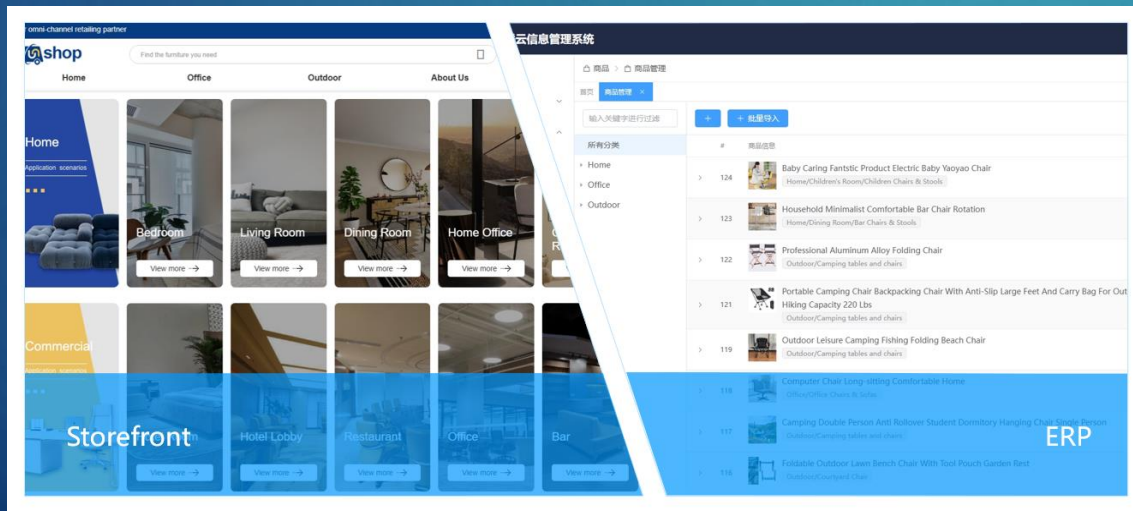 omni-channel retailing partner
shop
Find the furniture you need
Home
Office
Outdoor
About Us
Home
Application scenarios
Bedroom
Living Room
Dining Room
Home Office
View more →
View more →
View more →
View more →
Commercial
Application scenarios
Hotel Lobby
Restaurant
Office
Bar
View more →
View more →
View more →
View more →
View more →
Storefront
云信息管理系统
商品 > 商品管理
首页
商品管理 ×
输入关键字进行过滤
+
+ 批量导入
所有分类
Home
Office
Outdoor
# 商品信息
124
Baby Caring Fantstic Product Electric Baby Yaoyao Chair
Home/Children's Room/Children Chairs & Stools
123
Household Minimalist Comfortable Bar Chair Rotation
Home/Dining Room/Bar Chairs & Stools
122
Professional Aluminum Alloy Folding Chair
Outdoor/Camping tables and chairs
121
Portable Camping Chair Backpacking Chair With Anti-Slip Large Feet And Carry Bag For Out
Hiking Capacity 220 Lbs
Outdoor/Camping tables and chairs
119
Outdoor Leisure Camping Fishing Folding Beach Chair
Outdoor/Camping tables and chairs
118
Computer Chair Long-sitting Comfortable Home
Office/Office Chairs & Sofas
117
Camping Double Person Anti Rollover Student Dormitory Hanging Chair Single Person
Outdoor/Camping tables and chairs
116
Foldable Outdoor Lawn Bench Chair With Tool Pouch Garden Rest
Outdoor/Courtyard Chair
ERP